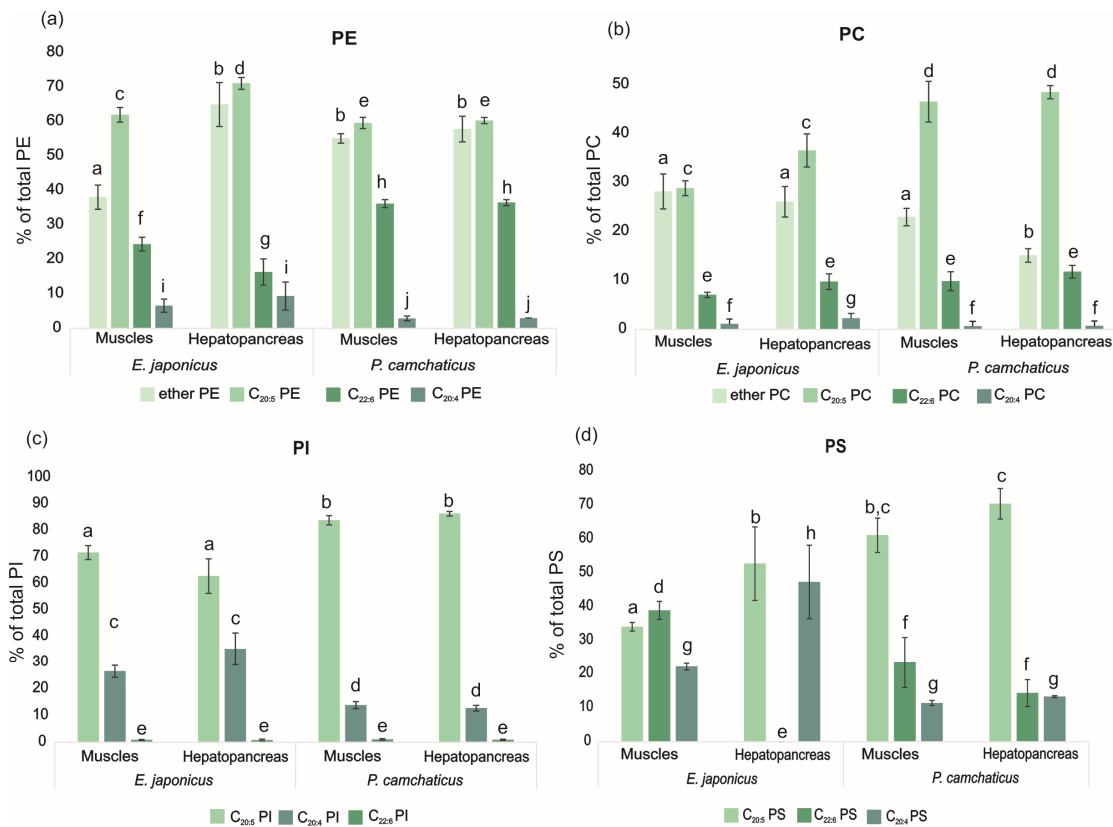 (a)
PE
% of total PE
80
70
60
50
40
30
20
10
0
a c f i b d g i b e h j b e h j
Muscles Hepatopancreas Muscles Hepatopancreas
E. japonicus P. camchaticus
ether PE C20:5 PE C22:6 PE C20:4 PE
(b)
PC
% of total PC
50
40
30
20
10
0
a c e f a c e g a d e f b d e f
Muscles Hepatopancreas Muscles Hepatopancreas
E. japonicus P. camchaticus
ether PC C20:5 PC C22:6 PC C20:4 PC
(c)
PI
% of total PI
100
90
80
70
60
50
40
30
20
10
0
a c e a c e b d e b d e
Muscles Hepatopancreas Muscles Hepatopancreas
E. japonicus P. camchaticus
C20:5 PI C20:4 PI C22:6 PI
(d)
PS
% of total PS
80
70
60
50
40
30
20
10
0
a d g b e h b,c f g c f g
Muscles Hepatopancreas Muscles Hepatopancreas
E. japonicus P. camchaticus
C20:5 PS C22:6 PS C20:4 PS